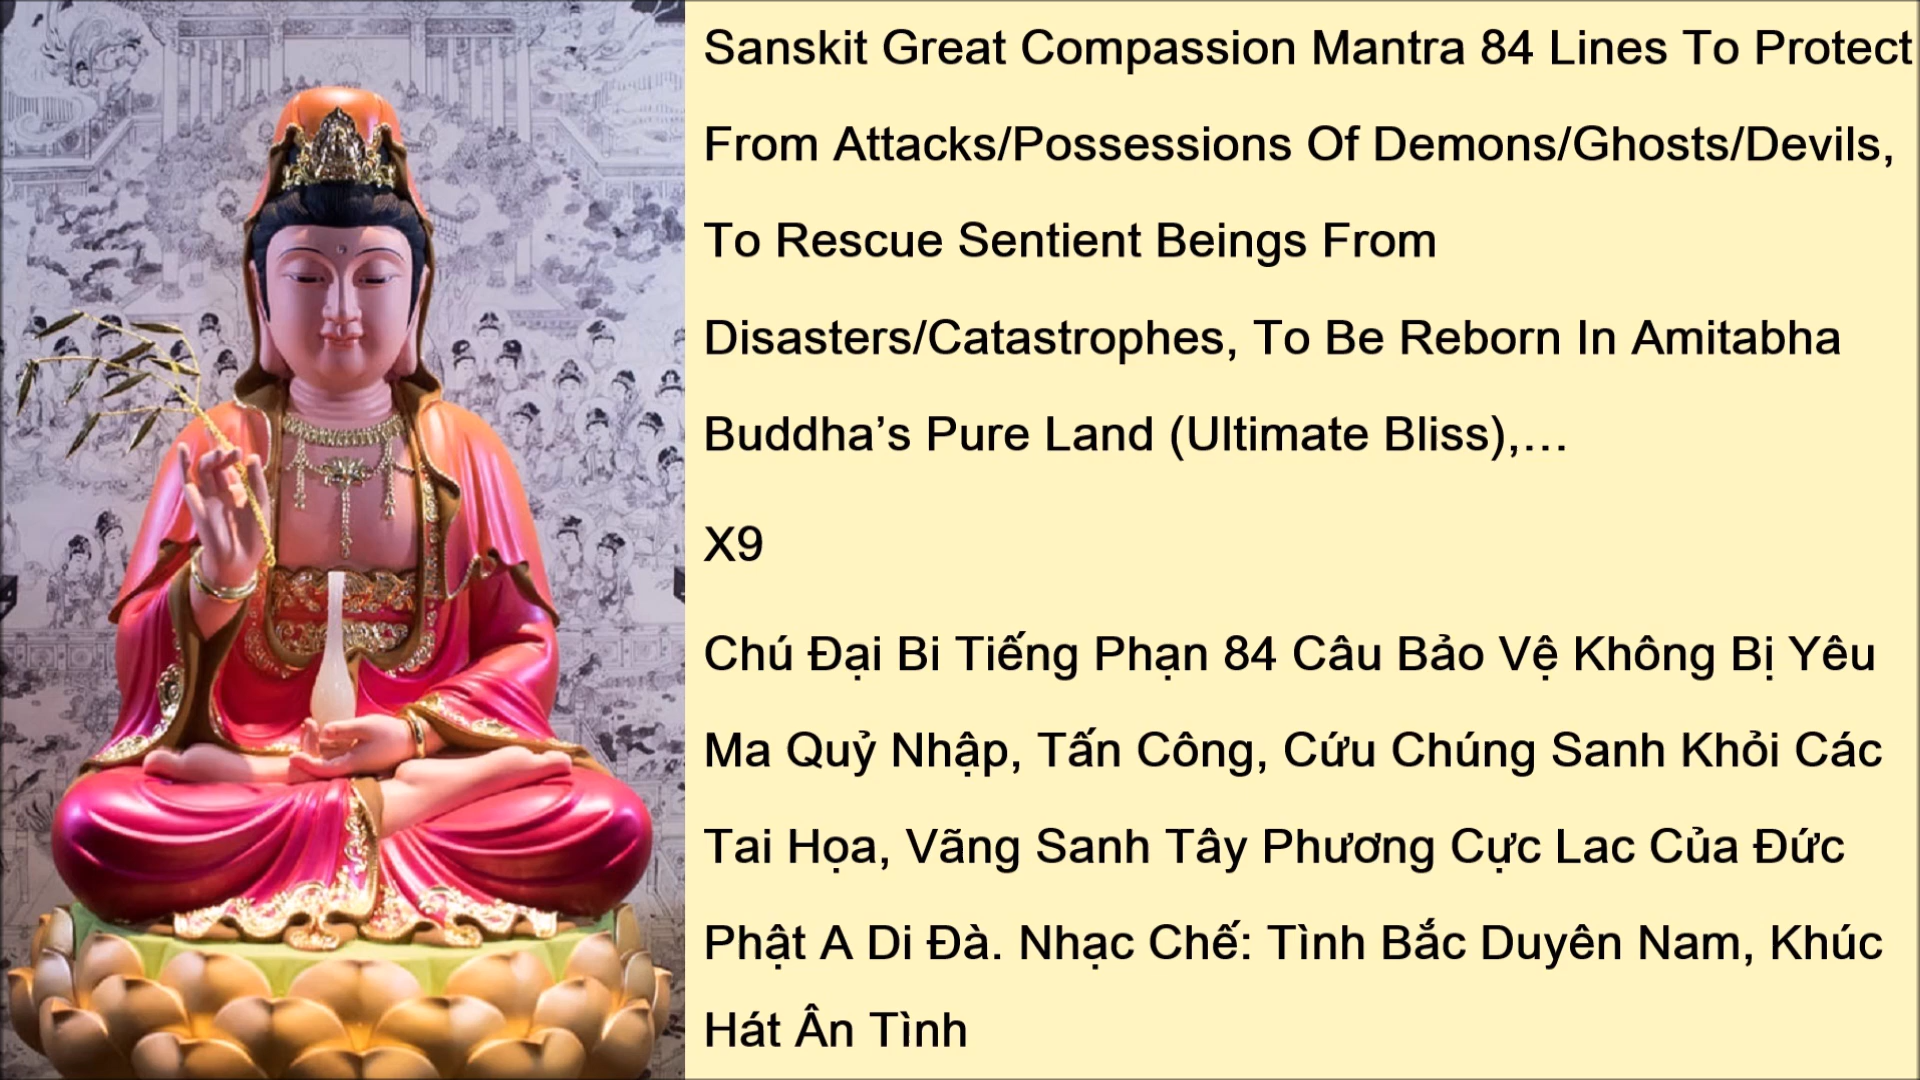 Sanskit Great Compassion Mantra 84 Lines To Protect
From Attacks/Possessions Of Demons/Ghosts/Devils,
To Rescue Sentient Beings From
Disasters/Catastrophes, To Be Reborn In Amitabha
Buddha’s Pure Land (Ultimate Bliss),…
X9
Chú Đại Bi Tiếng Phạn 84 Câu Bảo Vệ Không Bị Yêu
Ma Quỷ Nhập, Tấn Công, Cứu Chúng Sanh Khỏi Các
Tai Họa, Vãng Sanh Tây Phương Cực Lac Của Đức
Phật A Di Đà. Nhạc Chế: Tình Bắc Duyên Nam, Khúc
Hát Ân Tình